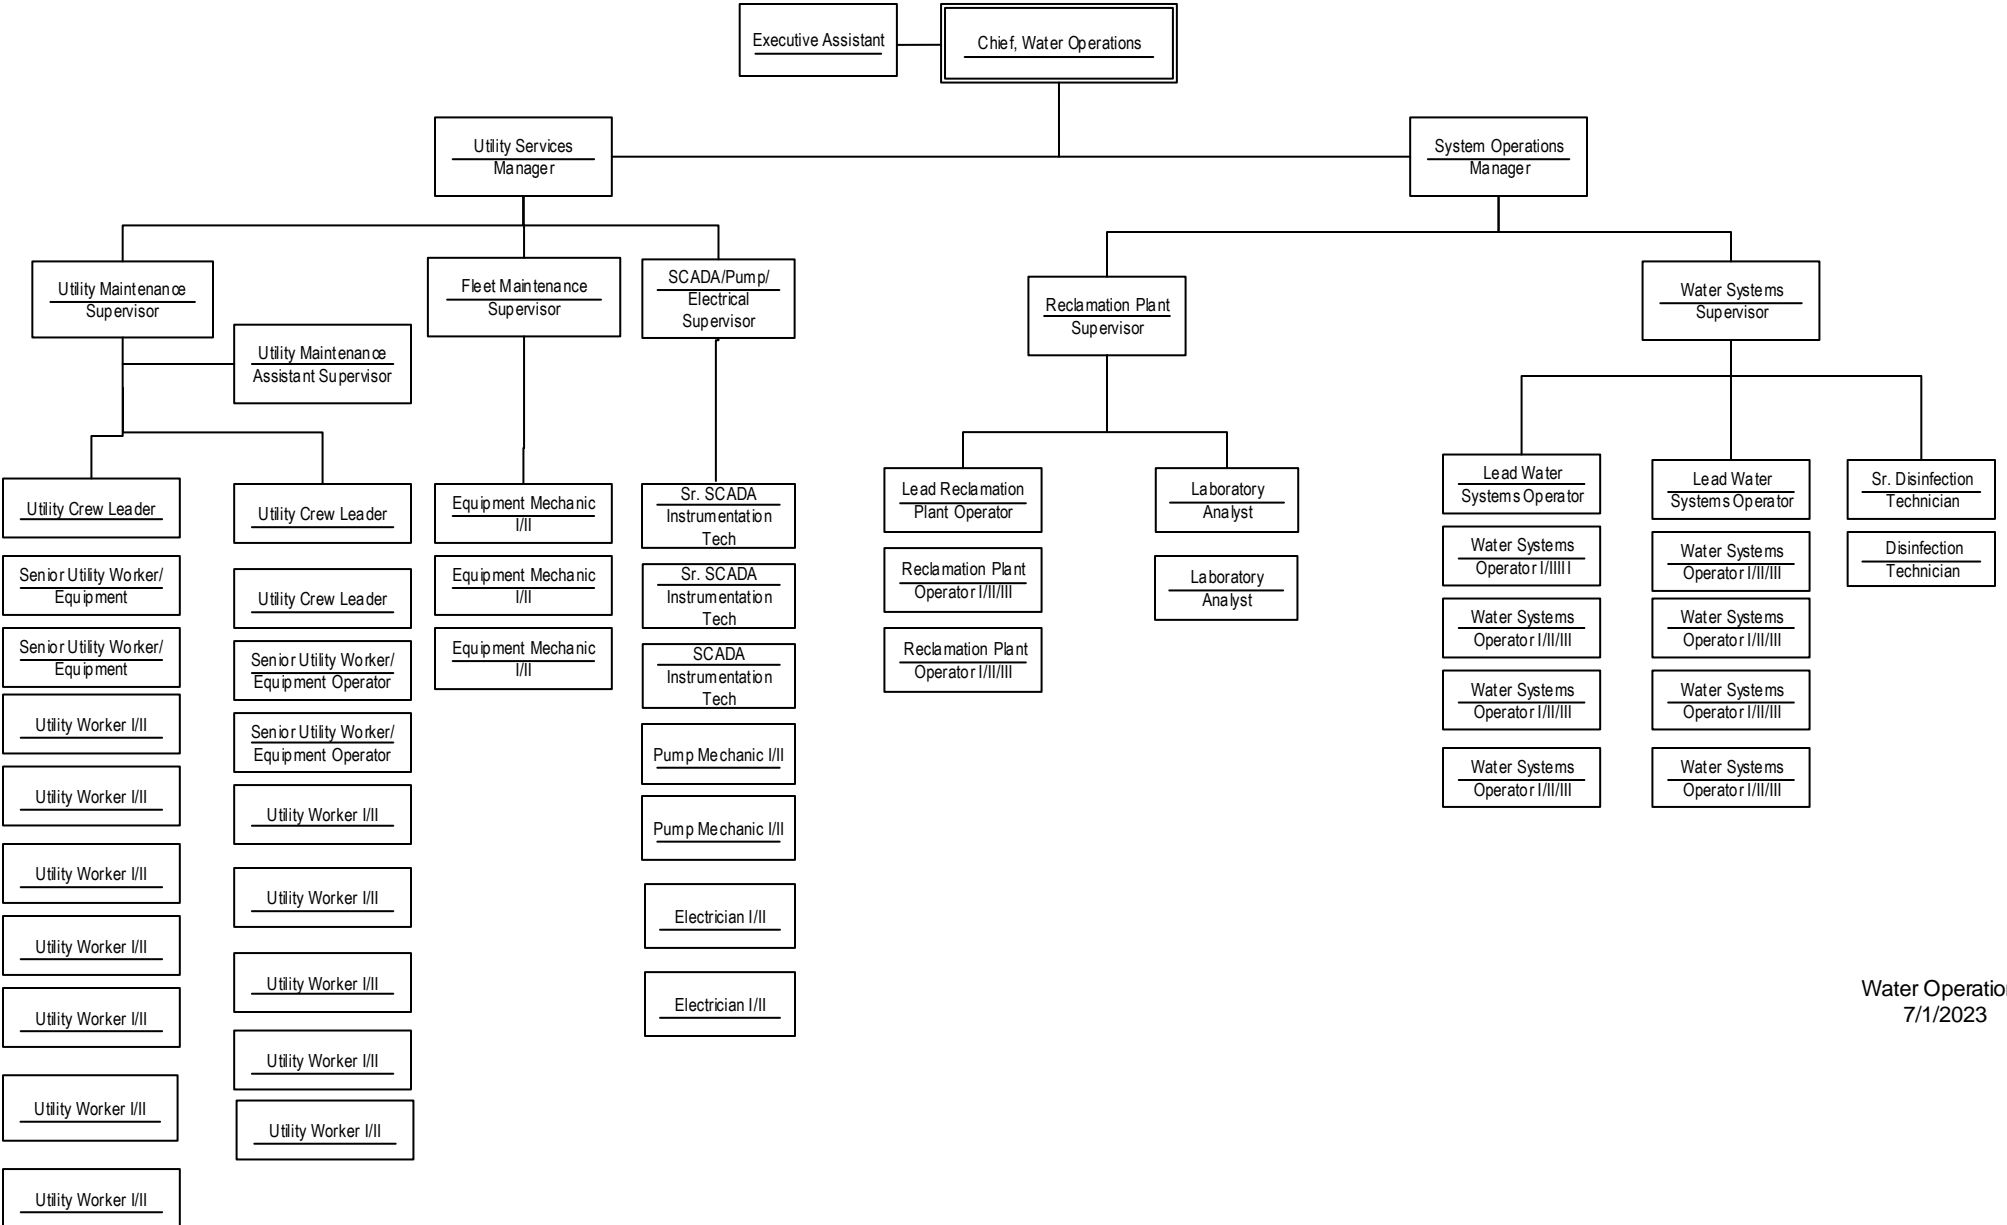 Executive Assistant
Chief, Water Operations
Utility Services
Manager
System Operations
Manager
Utility Maintenance
Supervisor
Fleet Maintenance
Supervisor
SCADA/Pump/
Electrical
Supervisor
Reclamation Plant
Supervisor
Water Systems
Supervisor
Utility Maintenance
Assistant Supervisor
Utility Crew Leader
Senior Utility Worker/
Equipment
Senior Utility Worker/
Equipment
Utility Worker I/II
Utility Worker I/II
Utility Worker I/II
Utility Worker I/II
Utility Worker I/II
Utility Worker I/II
Utility Worker I/II
Utility Crew Leader
Utility Crew Leader
Senior Utility Worker/
Equipment Operator
Senior Utility Worker/
Equipment Operator
Utility Worker I/II
Utility Worker I/II
Utility Worker I/II
Utility Worker I/II
Utility Worker I/II
Equipment Mechanic
I/II
Equipment Mechanic
I/II
Equipment Mechanic
I/II
Sr. SCADA
Instrumentation
Tech
Sr. SCADA
Instrumentation
Tech
SCADA
Instrumentation
Tech
Pump Mechanic I/II
Pump Mechanic I/II
Electrician I/II
Electrician I/II
Lead Reclamation
Plant Operator
Reclamation Plant
Operator I/II/III
Reclamation Plant
Operator I/II/III
Laboratory
Analyst
Laboratory
Analyst
Lead Water
Systems Operator
Water Systems
Operator I/IIIII
Water Systems
Operator I/II/III
Water Systems
Operator I/II/III
Water Systems
Operator I/II/III
Lead Water
Systems Operator
Water Systems
Operator I/II/III
Water Systems
Operator I/II/III
Water Systems
Operator I/II/III
Water Systems
Operator I/II/III
Sr. Disinfection
Technician
Disinfection
Technician
Water Operation
7/1/2023